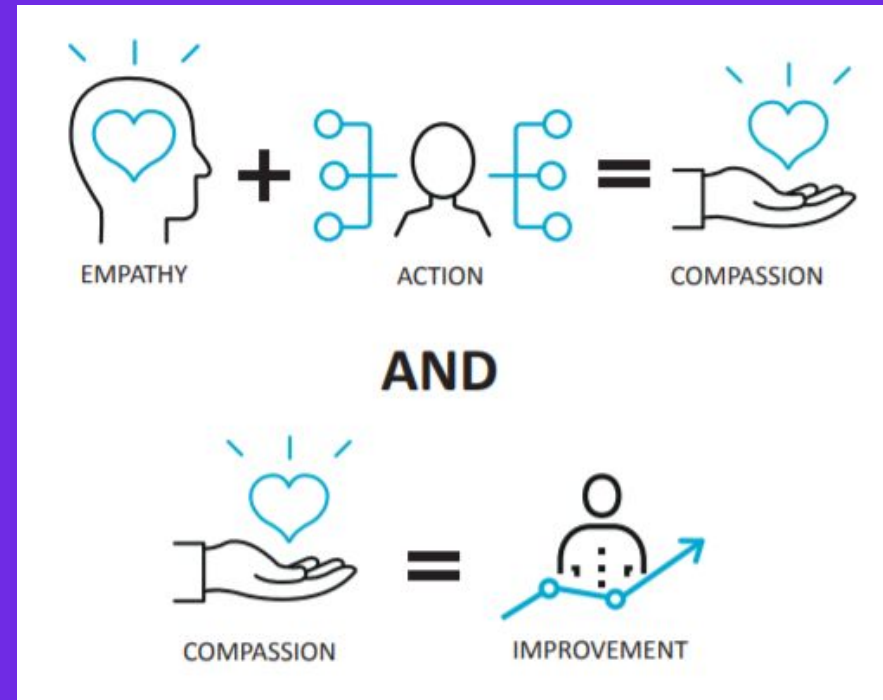 + =
EMPATHY ACTION COMPASSION
AND
=
COMPASSION IMPROVEMENT